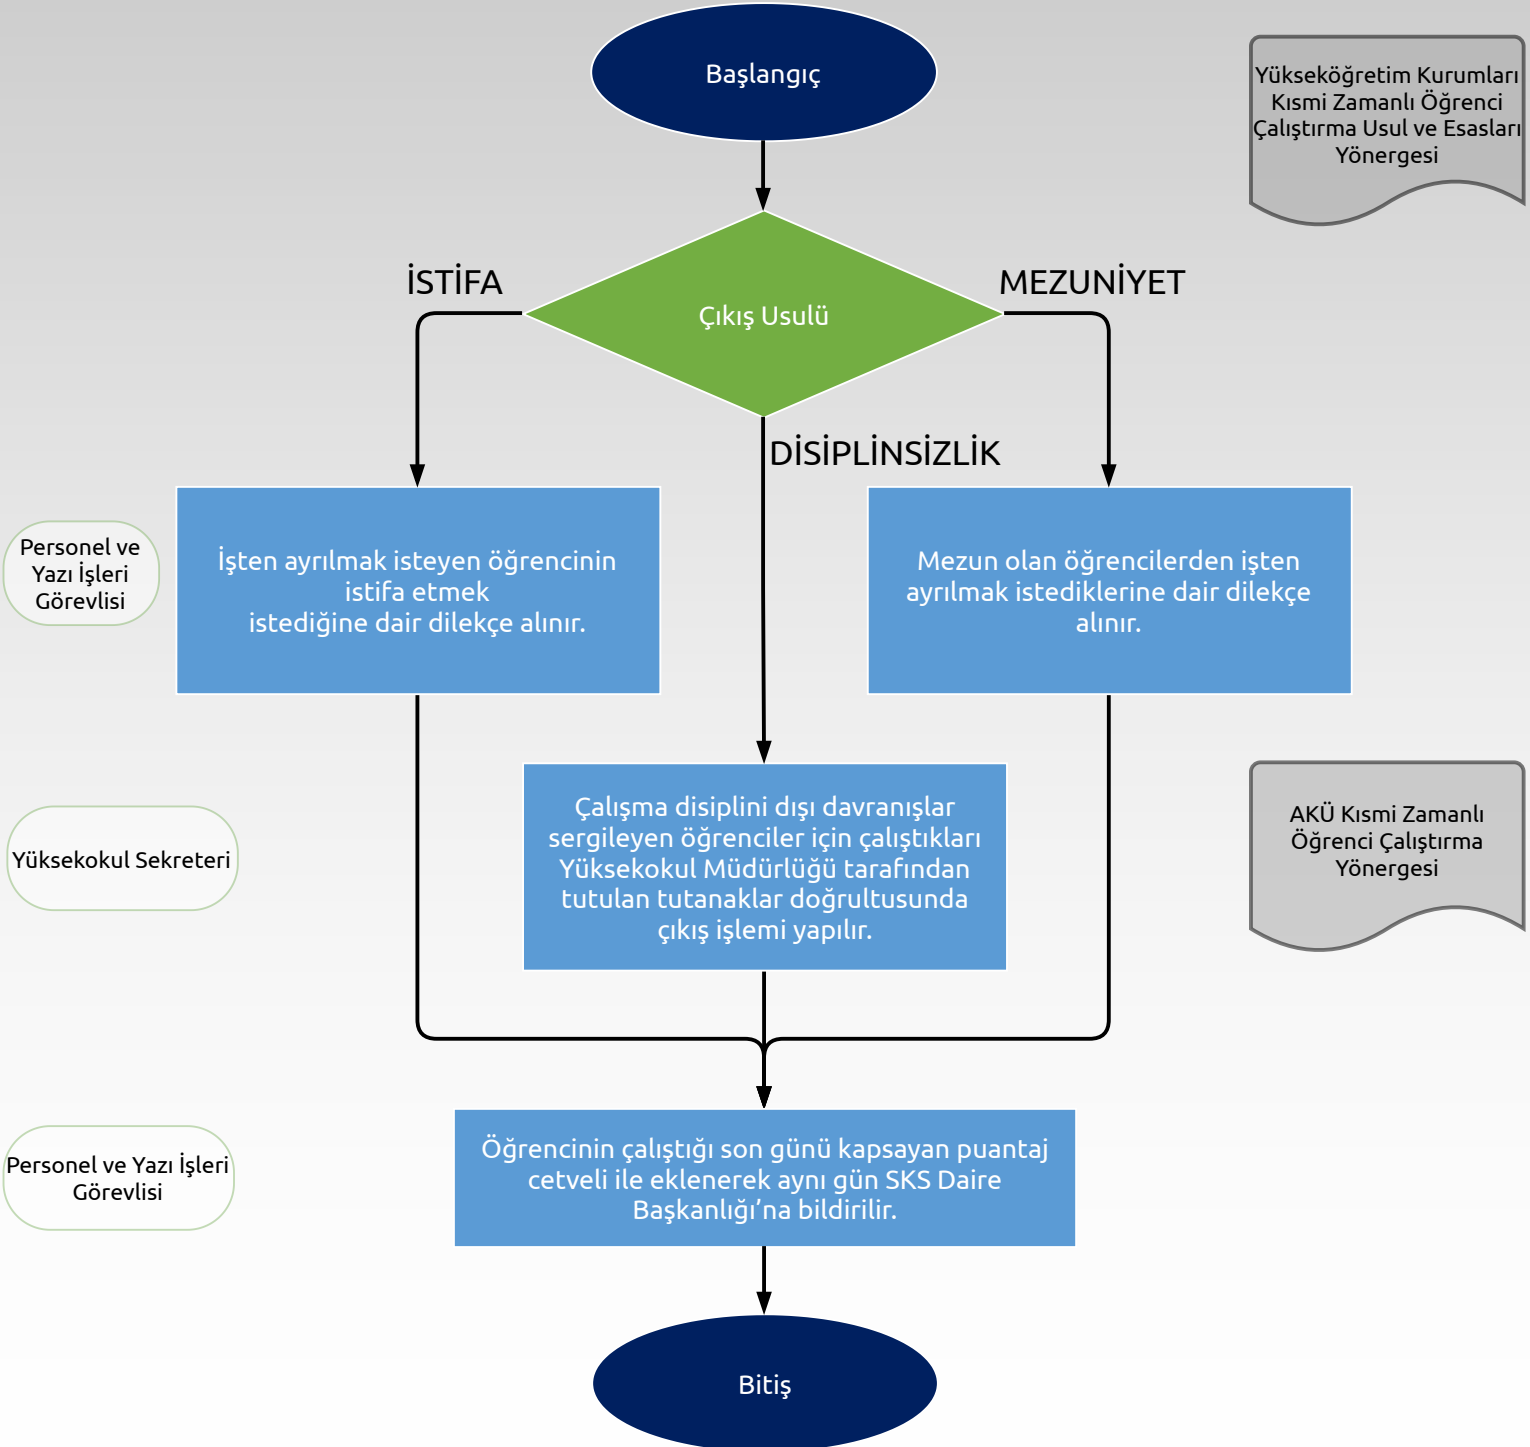 Başlangıç
Yükseköğretim Kurumları
Kısmi Zamanlı Öğrenci
Çalıştırma Usul ve Esasları
Yönergesi
İSTİFA
MEZUNİYET
Çıkış Usulü
DİSİPLİNSİZLİK
Personel ve
Yazı İşleri
Görevlisi
İşten ayrılmak isteyen öğrencinin
istifa etmek
istediğine dair dilekçe alınır.
Mezun olan öğrencilerden işten
ayrılmak istediklerine dair dilekçe
alınır.
Yüksekokul Sekreteri
Çalışma disiplini dışı davranışlar
sergileyen öğrenciler için çalıştıkları
Yüksekokul Müdürlüğü tarafından
tutulan tutanaklar doğrultusunda
çıkış işlemi yapılır.
AKÜ Kısmi Zamanlı
Öğrenci Çalıştırma
Yönergesi
Personel ve Yazı İşleri
Görevlisi
Öğrencinin çalıştığı son günü kapsayan puantaj
cetveli ile eklenerek aynı gün SKS Daire
Başkanlığı’na bildirilir.
Bitiş